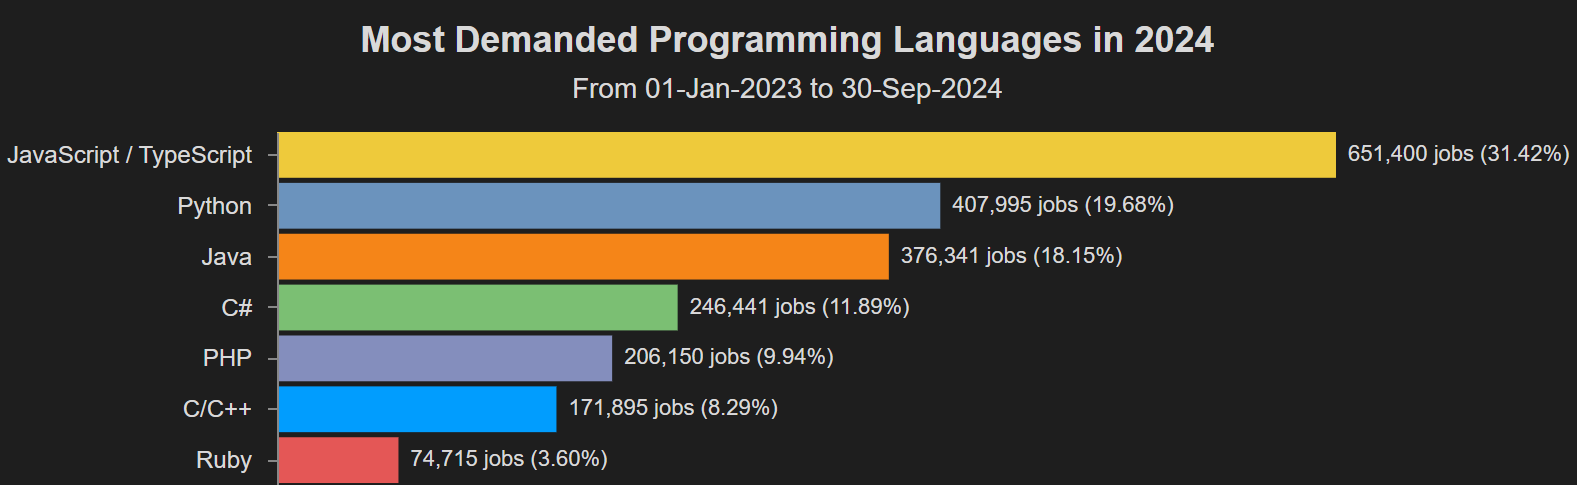 Most Demanded Programming Languages in 2024
From 01-Jan-2023 to 30-Sep-2024
JavaScript / TypeScript 651,400 jobs (31.42%)
Python 407,995 jobs (19.68%)
Java 376,341 jobs (18.15%)
C# 246,441 jobs (11.89%)
PHP 206,150 jobs (9.94%)
C/C++ 171,895 jobs (8.29%)
Ruby 74,715 jobs (3.60%)